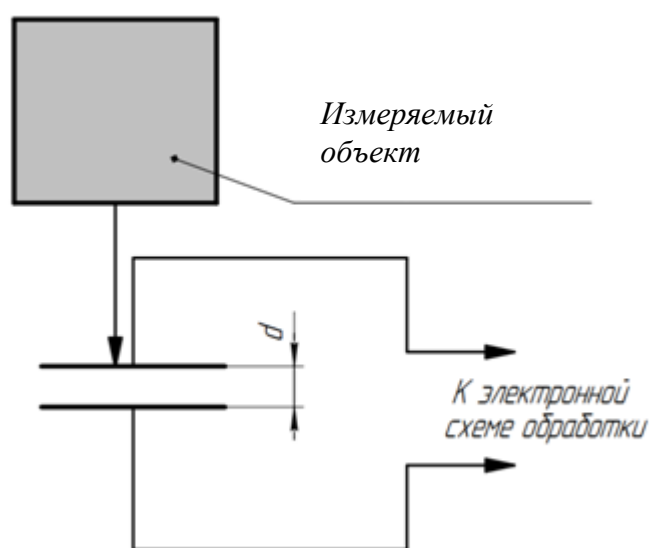 Измеряемый
объект
d
К электронной
схеме обработки